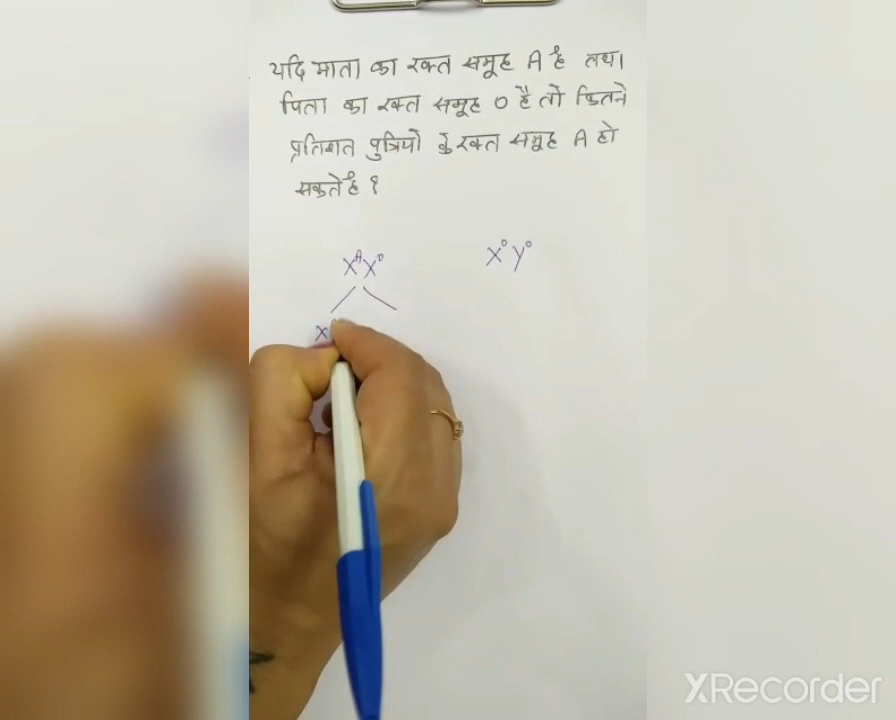 यदि माता का रक्त समूह A है तथा
पिता का रक्त समूह O है तो कितने
प्रतिशत पुत्रियों के रक्त समूह A हो
सकते है ?
XᴬXᴼ XᴼYᴼ
X
XRecorder